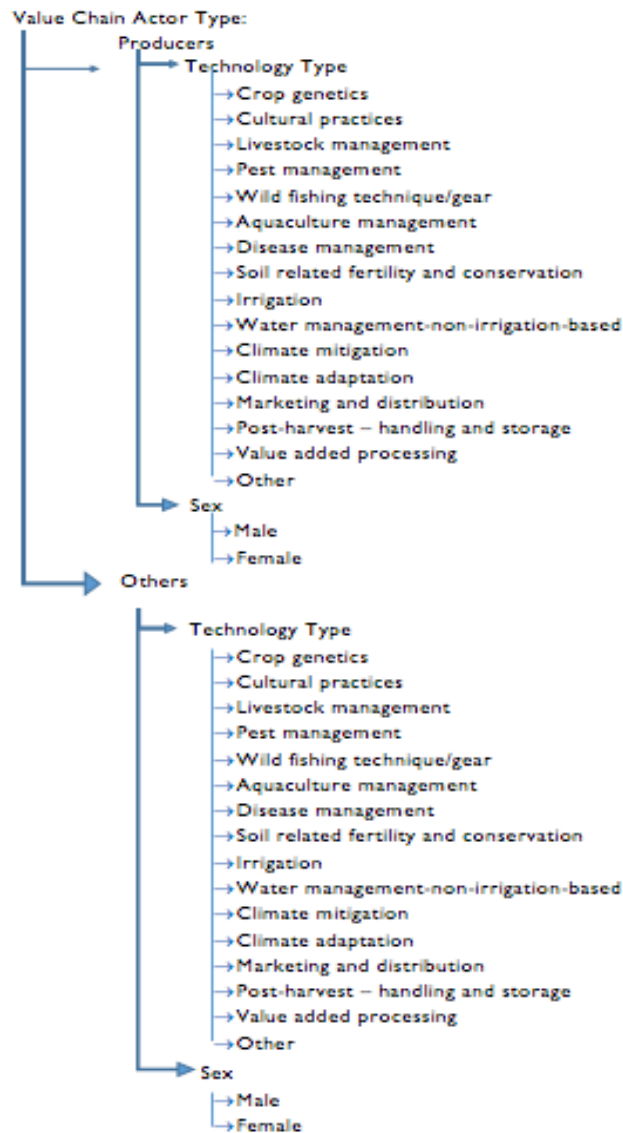 Value Chain Actor Type:
Producers
Technology Type
Crop genetics
Cultural practices
Livestock management
Pest management
Wild fishing technique/gear
Aquaculture management
Disease management
Soil related fertility and conservation
Irrigation
Water management-non-irrigation-based
Climate mitigation
Climate adaptation
Marketing and distribution
Post-harvest – handling and storage
Value added processing
Other
Sex
Male
Female
Others
Technology Type
Crop genetics
Cultural practices
Livestock management
Pest management
Wild fishing technique/gear
Aquaculture management
Disease management
Soil related fertility and conservation
Irrigation
Water management-non-irrigation-based
Climate mitigation
Climate adaptation
Marketing and distribution
Post-harvest – handling and storage
Value added processing
Other
Sex
Male
Female